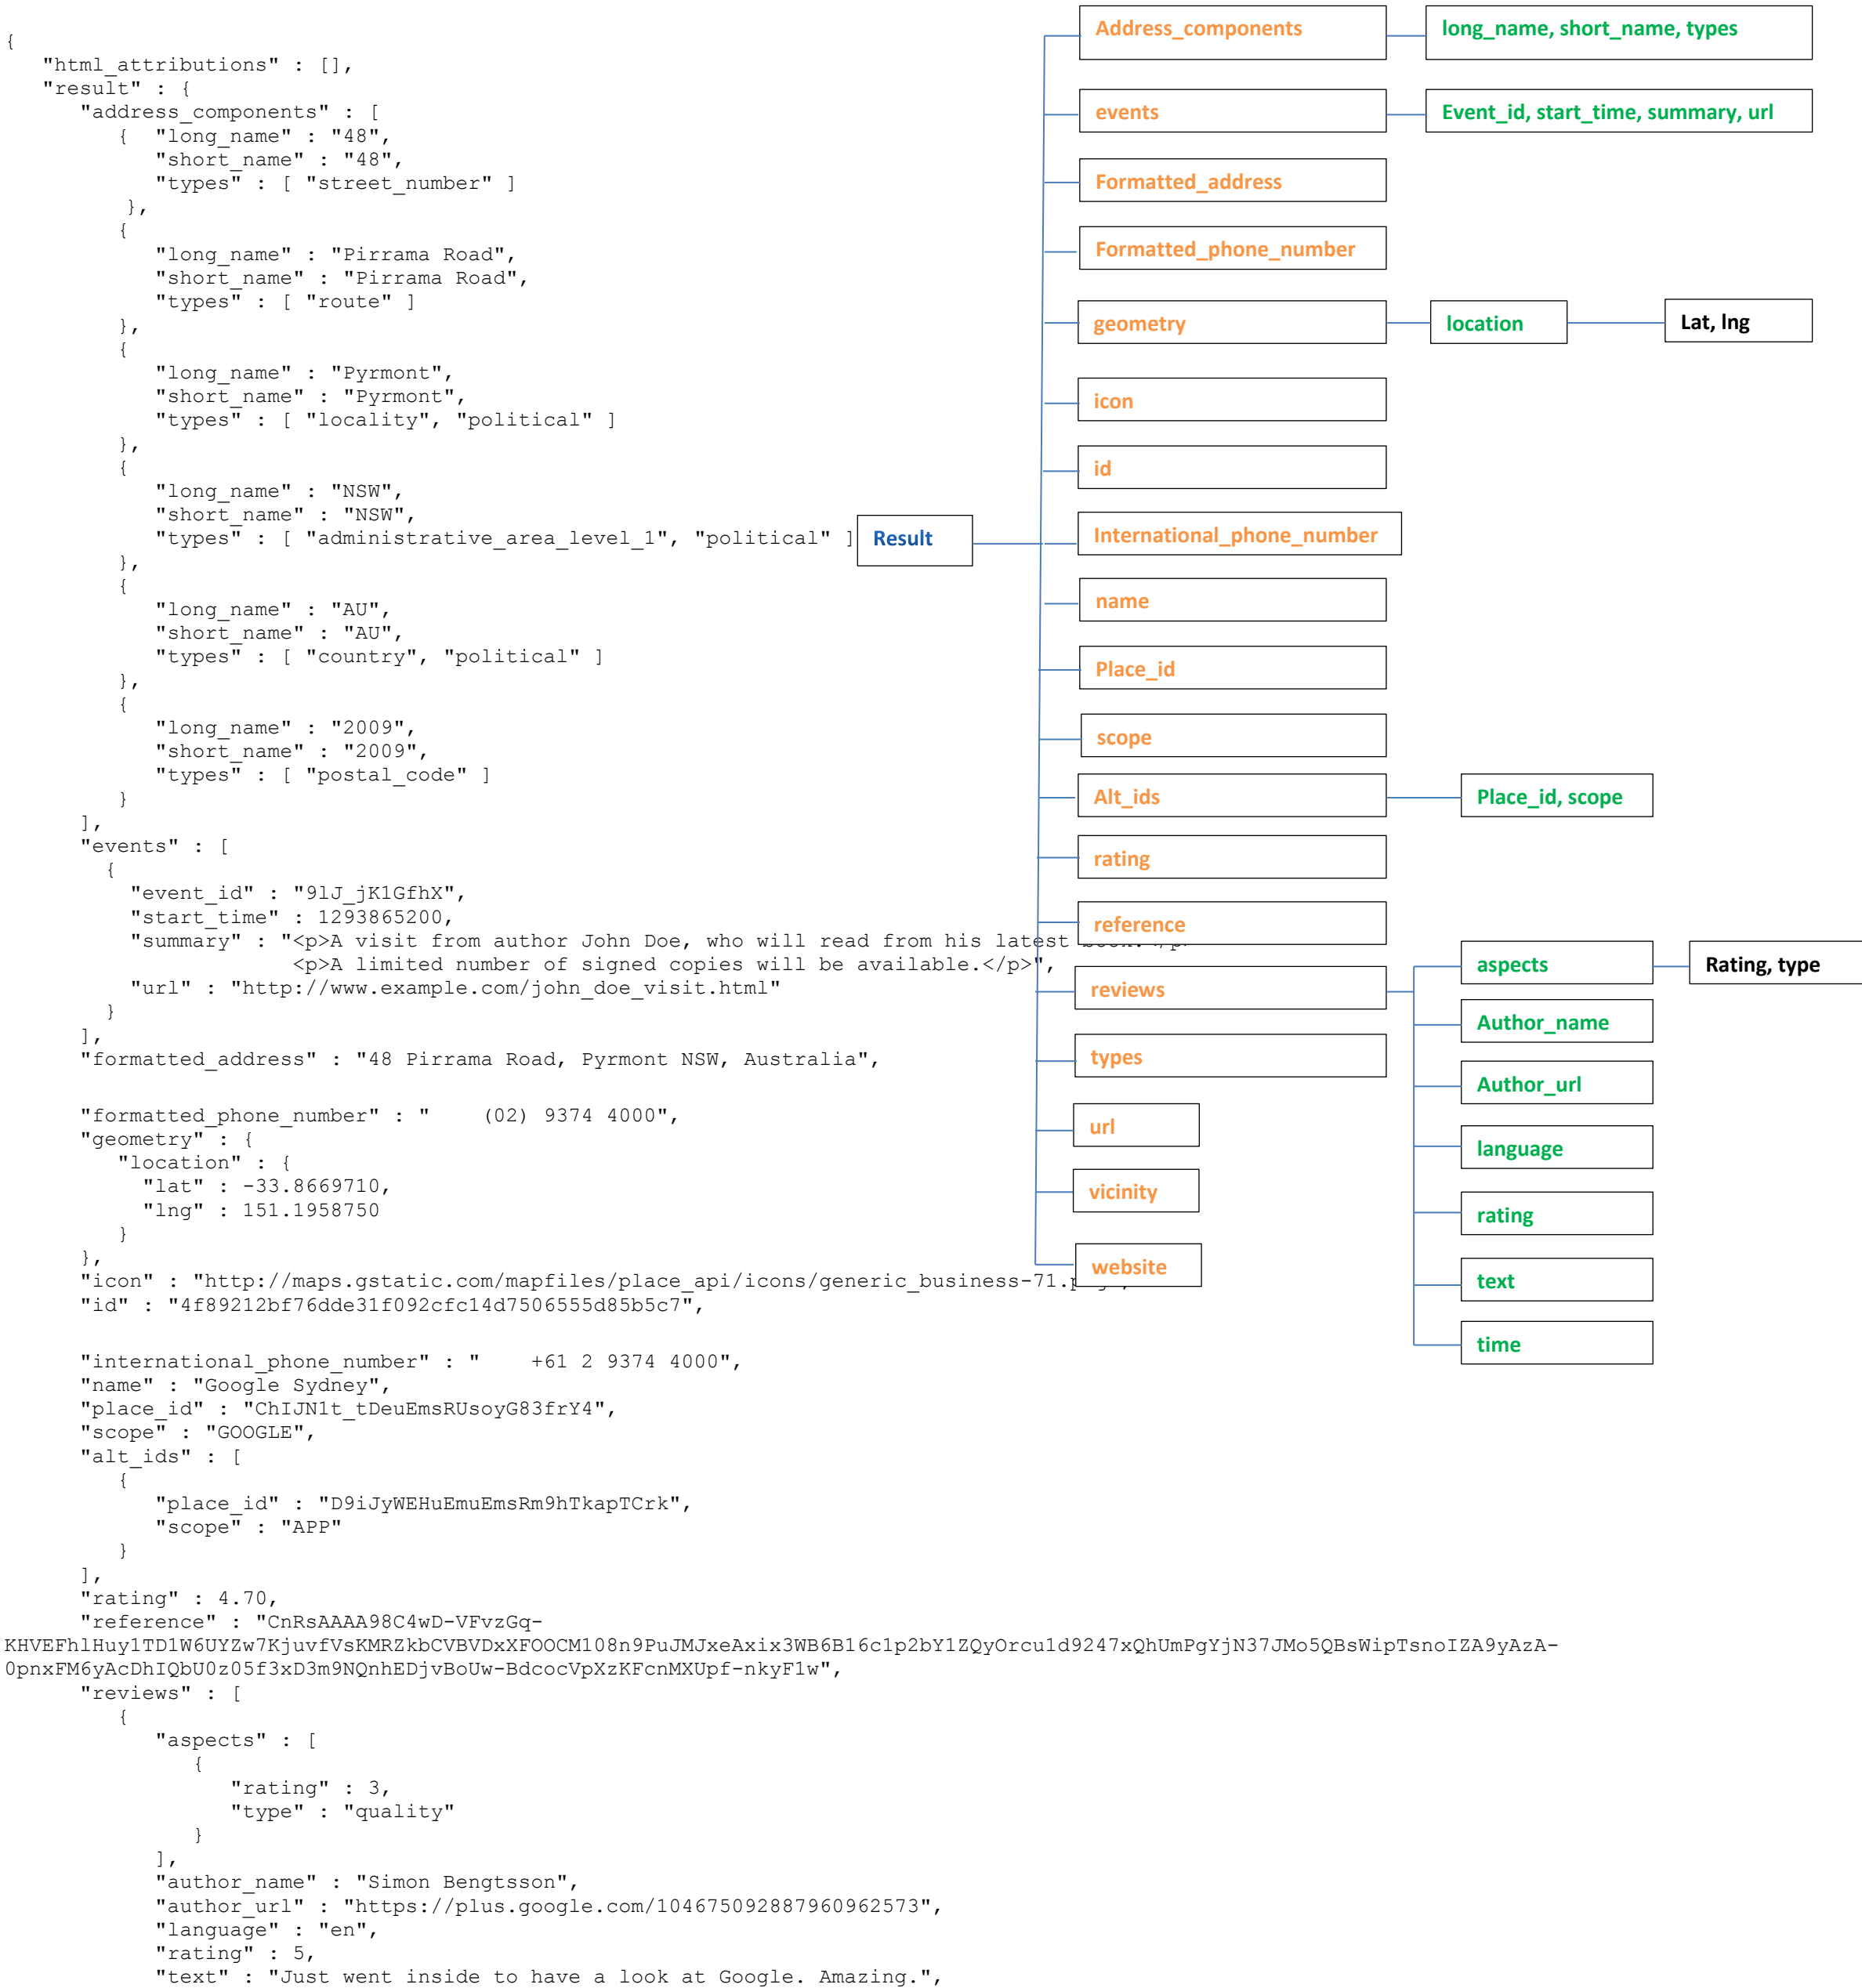 {
"html_attributions" : [],
"result" : {
"address_components" : [
{ "long_name" : "48",
"short_name" : "48",
"types" : [ "street_number" ]
},
{
"long_name" : "Pirrama Road",
"short_name" : "Pirrama Road",
"types" : [ "route" ]
},
{
"long_name" : "Pyrmont",
"short_name" : "Pyrmont",
"types" : [ "locality", "political" ]
},
{
"long_name" : "NSW",
"short_name" : "NSW",
"types" : [ "administrative_area_level_1", "political" ]
},
{
"long_name" : "AU",
"short_name" : "AU",
"types" : [ "country", "political" ]
},
{
"long_name" : "2009",
"short_name" : "2009",
"types" : [ "postal_code" ]
}
],
"events" : [
{
"event_id" : "9lJ_jK1GfhX",
"start_time" : 1293865200,
"summary" : "<p>A visit from author John Doe, who will read from his latest
<p>A limited number of signed copies will be available.</p>",
"url" : "http://www.example.com/john_doe_visit.html"
}
],
"formatted_address" : "48 Pirrama Road, Pyrmont NSW, Australia",
"formatted_phone_number" : " (02) 9374 4000",
"geometry" : {
"location" : {
"lat" : -33.8669710,
"lng" : 151.1958750
}
},
"icon" : "http://maps.gstatic.com/mapfiles/place_api/icons/generic_business-71.
"id" : "4f89212bf76dde31f092cfc14d7506555d85b5c7",
"international_phone_number" : " +61 2 9374 4000",
"name" : "Google Sydney",
"place_id" : "ChIJN1t_tDeuEmsRUsoyG83frY4",
"scope" : "GOOGLE",
"alt_ids" : [
{
"place_id" : "D9iJyWEHuEmuEmsRm9hTkapTCrk",
"scope" : "APP"
}
],
"rating" : 4.70,
"reference" : "CnRsAAAA98C4wD-VFvzGq-
KHVEFhlHuy1TD1W6UYZw7KjuvfVsKMRZkbCVBVDxXFOOCM108n9PuJMJxeAxix3WB6B16c1p2bY1ZQyOrcu1d9247xQhUmPgYjN37JMo5QBsWipTsnoIZA9yAzA-
0pnxFM6yAcDhIQbU0z05f3xD3m9NQnhEDjvBoUw-BdcocVpXzKFcnMXUpf-nkyF1w",
"reviews" : [
{
"aspects" : [
{
"rating" : 3,
"type" : "quality"
}
],
"author_name" : "Simon Bengtsson",
"author_url" : "https://plus.google.com/104675092887960962573",
"language" : "en",
"rating" : 5,
"text" : "Just went inside to have a look at Google. Amazing.",
Result
Address_components
long_name, short_name, types
events
Event_id, start_time, summary, url
Formatted_address
Formatted_phone_number
geometry
location
Lat, lng
icon
id
International_phone_number
name
Place_id
scope
Alt_ids
Place_id, scope
rating
reference
reviews
aspects
Rating, type
Author_name
Author_url
language
rating
text
time
types
url
vicinity
website